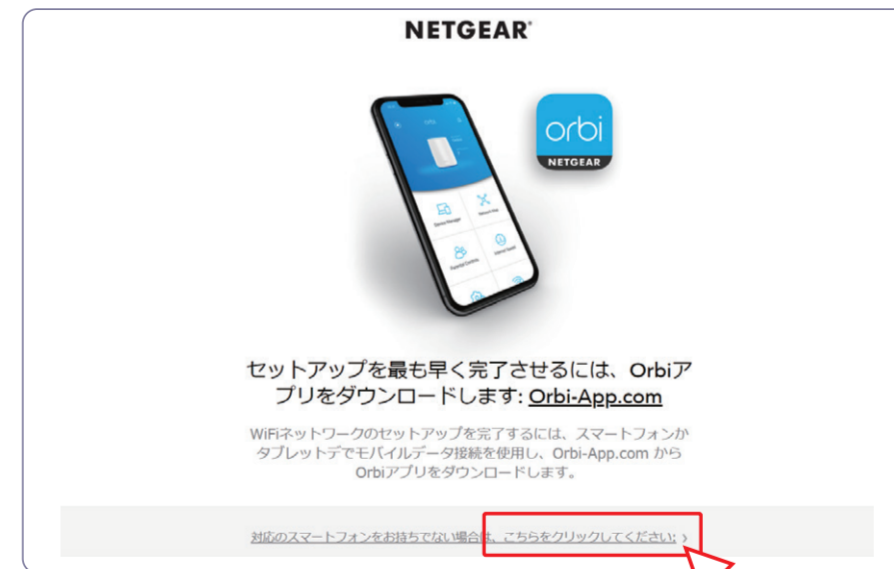 NETGEAR
orbi
NETGEAR
Device Manager
Network Map
Parental Controls
セットアップを最も早く完了させるには、Orbiア
プリをダウンロードします: Orbi-App.com
WiFiネットワークのセットアップを完了するには、スマートフォンか
タブレットデでモバイルデータ接続を使用し、Orbi-App.com から
Orbiアプリをダウンロードします。
対応のスマートフォンをお持ちでない場合は、こちらをクリックしてください: ›